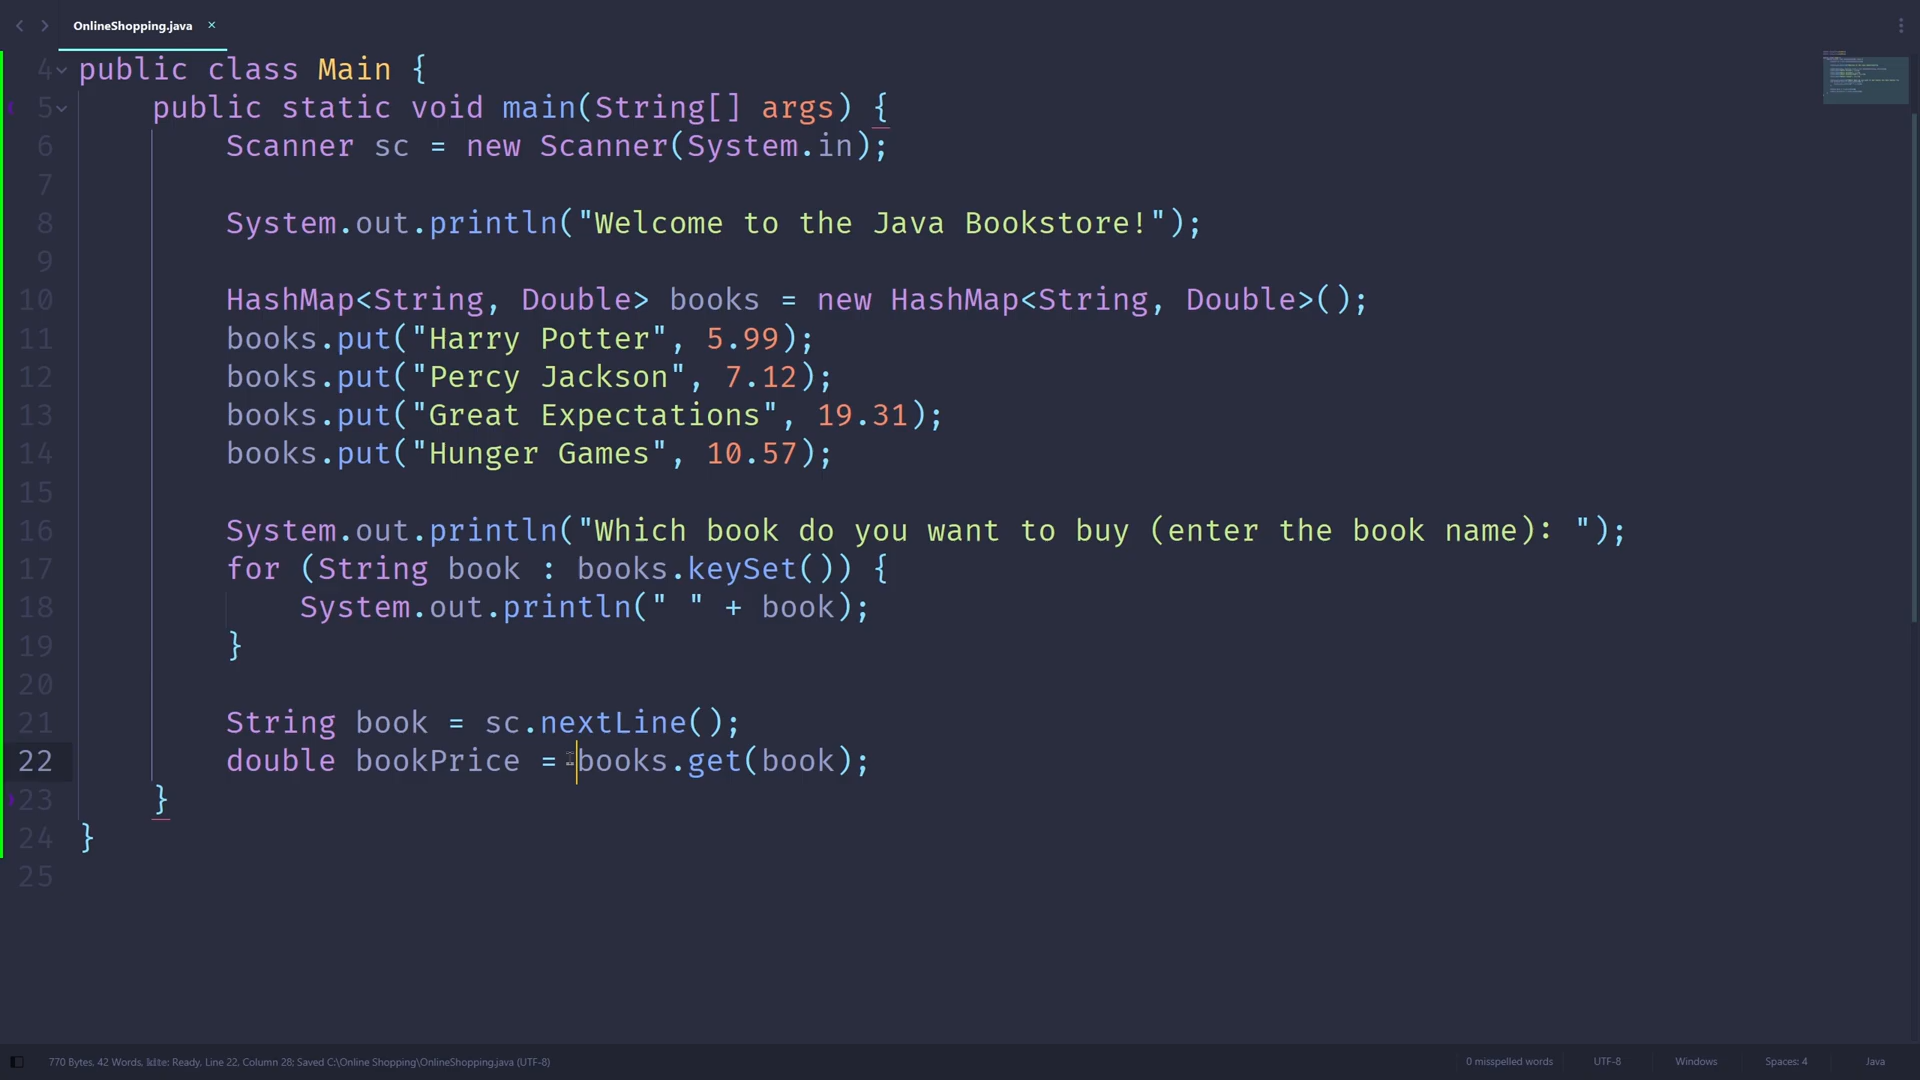 OnlineShopping.java ×
4 public class Main {
5 public static void main(String[] args) {
6 Scanner sc = new Scanner(System.in);
7
8 System.out.println("Welcome to the Java Bookstore!");
9
10 HashMap<String, Double> books = new HashMap<String, Double>();
11 books.put("Harry Potter", 5.99);
12 books.put("Percy Jackson", 7.12);
13 books.put("Great Expectations", 19.31);
14 books.put("Hunger Games", 10.57);
15
16 System.out.println("Which book do you want to buy (enter the book name): ");
17 for (String book : books.keySet()) {
18 System.out.println(" " + book);
19 }
20
21 String book = sc.nextLine();
22 double bookPrice = books.get(book);
23 }
24 }
25
770 Bytes, 42 Words, kite: Ready, Line 22, Column 28; Saved C:\Online Shopping\OnlineShopping.java (UTF-8) 0 misspelled words UTF-8 Windows Spaces: 4 Java